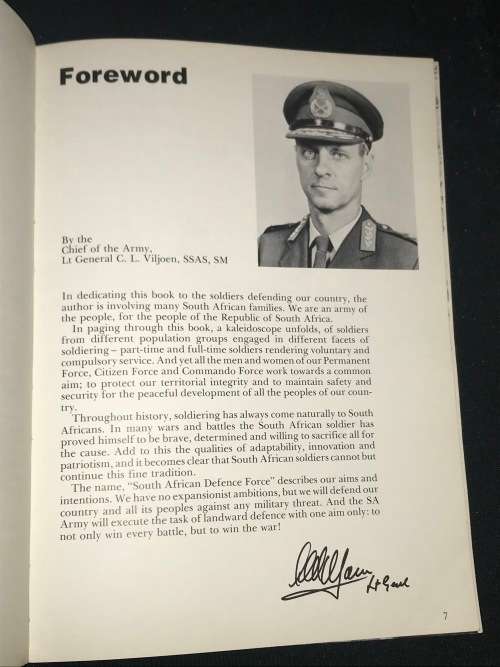 Foreword
By the
Chief of the Army,
Lt General C. L. Viljoen, SSAS, SM
In dedicating this book to the soldiers defending our country, the
author is involving many South African families. We are an army of
the people, for the people of the Republic of South Africa.
In paging through this book, a kaleidoscope unfolds, of soldiers
from different population groups engaged in different facets of
soldiering – part-time and full-time soldiers rendering voluntary and
compulsory service. And yet all the men and women of our Permanent
Force, Citizen Force and Commando Force work towards a common
aim; to protect our territorial integrity and to maintain safety and
security for the peaceful development of all the peoples of our coun-
try.
Throughout history, soldiering has always come naturally to South
Africans. In many wars and battles the South African soldier has
proved himself to be brave, determined and willing to sacrifice all for
the cause. Add to this the qualities of adaptability, innovation and
patriotism, and it becomes clear that South African soldiers cannot but
continue this fine tradition.
The name, "South African Defence Force" describes our aims and
intentions. We have no expansionist ambitions, but we will defend our
country and all its peoples against any military threat. And the SA
Army will execute the task of landward defence with one aim only: to
not only win every battle, but to win the war!
Lt Genl
7